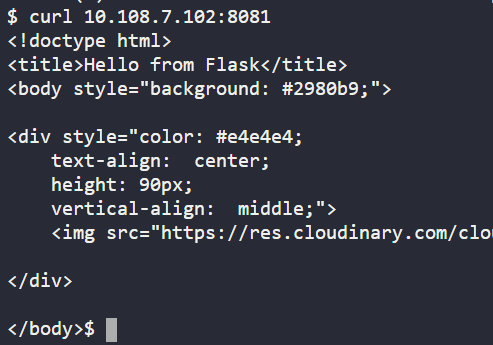 $ curl 10.108.7.102:8081
<!doctype html>
<title>Hello from Flask</title>
<body style="background: #2980b9;">

<div style="color: #e4e4e4;
    text-align:  center;
    height: 90px;
    vertical-align:  middle;">
    <img src="https://res.cloudinary.com/clo

</div>

</body>$